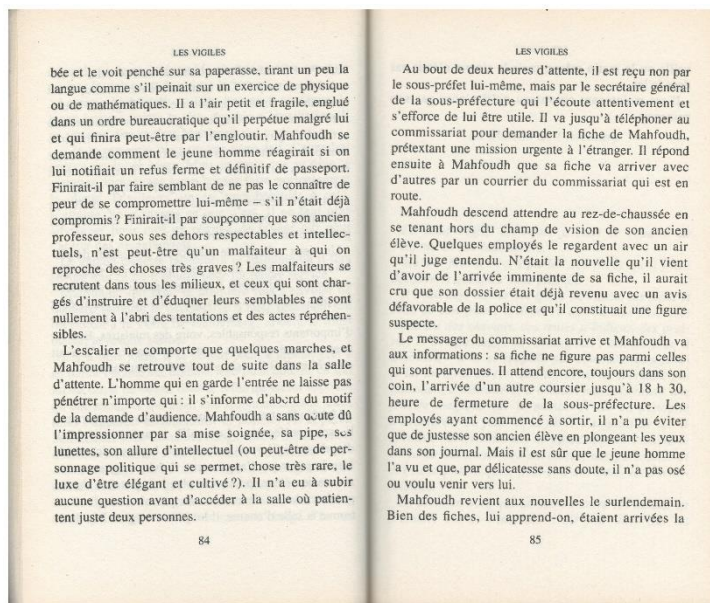 LES VIGILES
bée et le voit penché sur sa paperasse, tirant un peu la
langue comme s'il peinait sur un exercice de physique
ou de mathématiques. Il a l'air petit et fragile, englué
dans un ordre bureaucratique qu'il perpétue malgré lui
et qui finira peut-être par l'engloutir. Mahfoudh se
demande comment le jeune homme réagirait si on
lui notifiait un refus ferme et définitif de passeport.
Finirait-il par faire semblant de ne pas le connaître de
peur de se compromettre lui-même – s'il n'était déjà
compromis ? Finirait-il par soupçonner que son ancien
professeur, sous ses dehors respectables et intellec-
tuels, n'est peut-être qu'un malfaiteur à qui on
reproche des choses très graves ? Les malfaiteurs se
recrutent dans tous les milieux, et ceux qui sont char-
gés d'instruire et d'éduquer leurs semblables ne sont
nullement à l'abri des tentations et des actes répréhen-
sibles.
L'escalier ne comporte que quelques marches, et
Mahfoudh se retrouve tout de suite dans la salle
d'attente. L'homme qui en garde l'entrée ne laisse pas
pénétrer n'importe qui : il s'informe d'abord du motif
de la demande d'audience. Mahfoudh a sans doute dû
l'impressionner par sa mise soignée, sa pipe, ses
lunettes, son allure d'intellectuel (ou peut-être de per-
sonnage politique qui se permet, chose très rare, le
luxe d'être élégant et cultivé ?). Il n'a eu à subir
aucune question avant d'accéder à la salle où patien-
tent juste deux personnes.
84
LES VIGILES
Au bout de deux heures d'attente, il est reçu non par
le sous-préfet lui-même, mais par le secrétaire général
de la sous-préfecture qui l'écoute attentivement et
s'efforce de lui être utile. Il va jusqu'à téléphoner au
commissariat pour demander la fiche de Mahfoudh,
prétextant une mission urgente à l'étranger. Il répond
ensuite à Mahfoudh que sa fiche va arriver avec
d'autres par un courrier du commissariat qui est en
route.
Mahfoudh descend attendre au rez-de-chaussée en
se tenant hors du champ de vision de son ancien
élève. Quelques employés le regardent avec un air
qu'il juge entendu. N'était la nouvelle qu'il vient
d'avoir de l'arrivée imminente de sa fiche, il aurait
cru que son dossier était déjà revenu avec un avis
défavorable de la police et qu'il constituait une figure
suspecte.
Le messager du commissariat arrive et Mahfoudh va
aux informations : sa fiche ne figure pas parmi celles
qui sont parvenues. Il attend encore, toujours dans son
coin, l'arrivée d'un autre coursier jusqu'à 18 h 30,
heure de fermeture de la sous-préfecture. Les
employés ayant commencé à sortir, il n'a pu éviter
que de justesse son ancien élève en plongeant les yeux
dans son journal. Mais il est sûr que le jeune homme
l'a vu et que, par délicatesse sans doute, il n'a pas osé
ou voulu venir vers lui.
Mahfoudh revient aux nouvelles le surlendemain.
Bien des fiches, lui apprend-on, étaient arrivées la
85